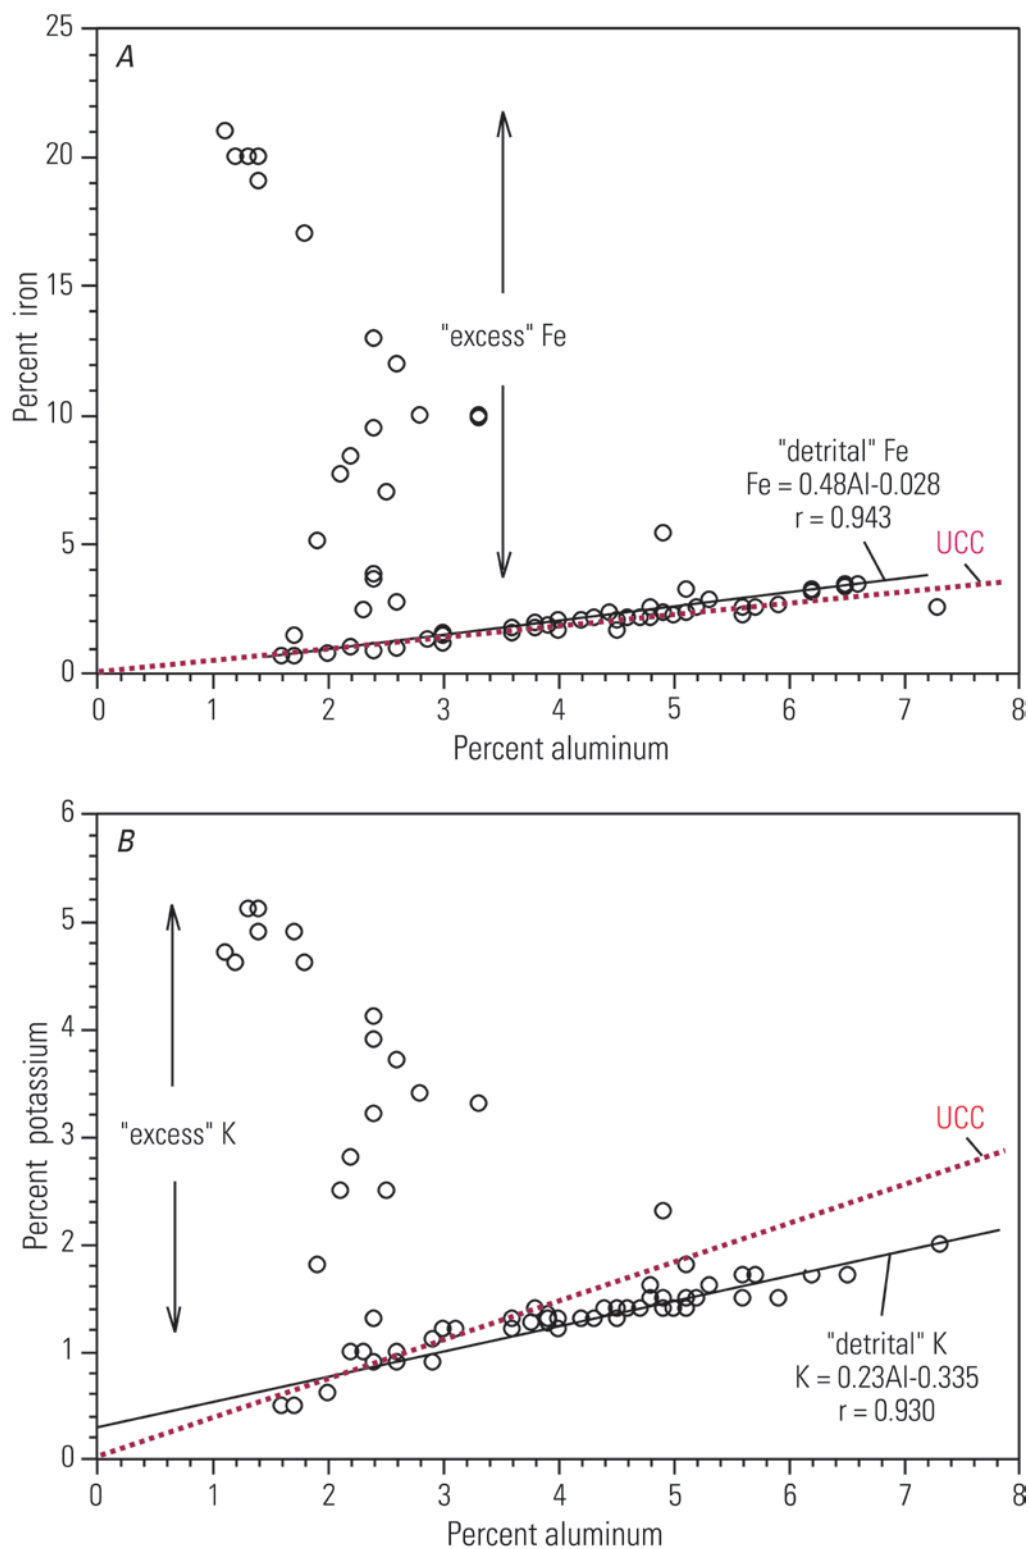 A
25
20
15
10
5
0
Percent iron
"excess" Fe
"detrital" Fe
Fe = 0.48Al-0.028
r = 0.943
UCC
0 1 2 3 4 5 6 7 8
Percent aluminum
B
6
5
4
3
2
1
0
Percent potassium
"excess" K
UCC
"detrital" K
K = 0.23Al-0.335
r = 0.930
0 1 2 3 4 5 6 7 8
Percent aluminum